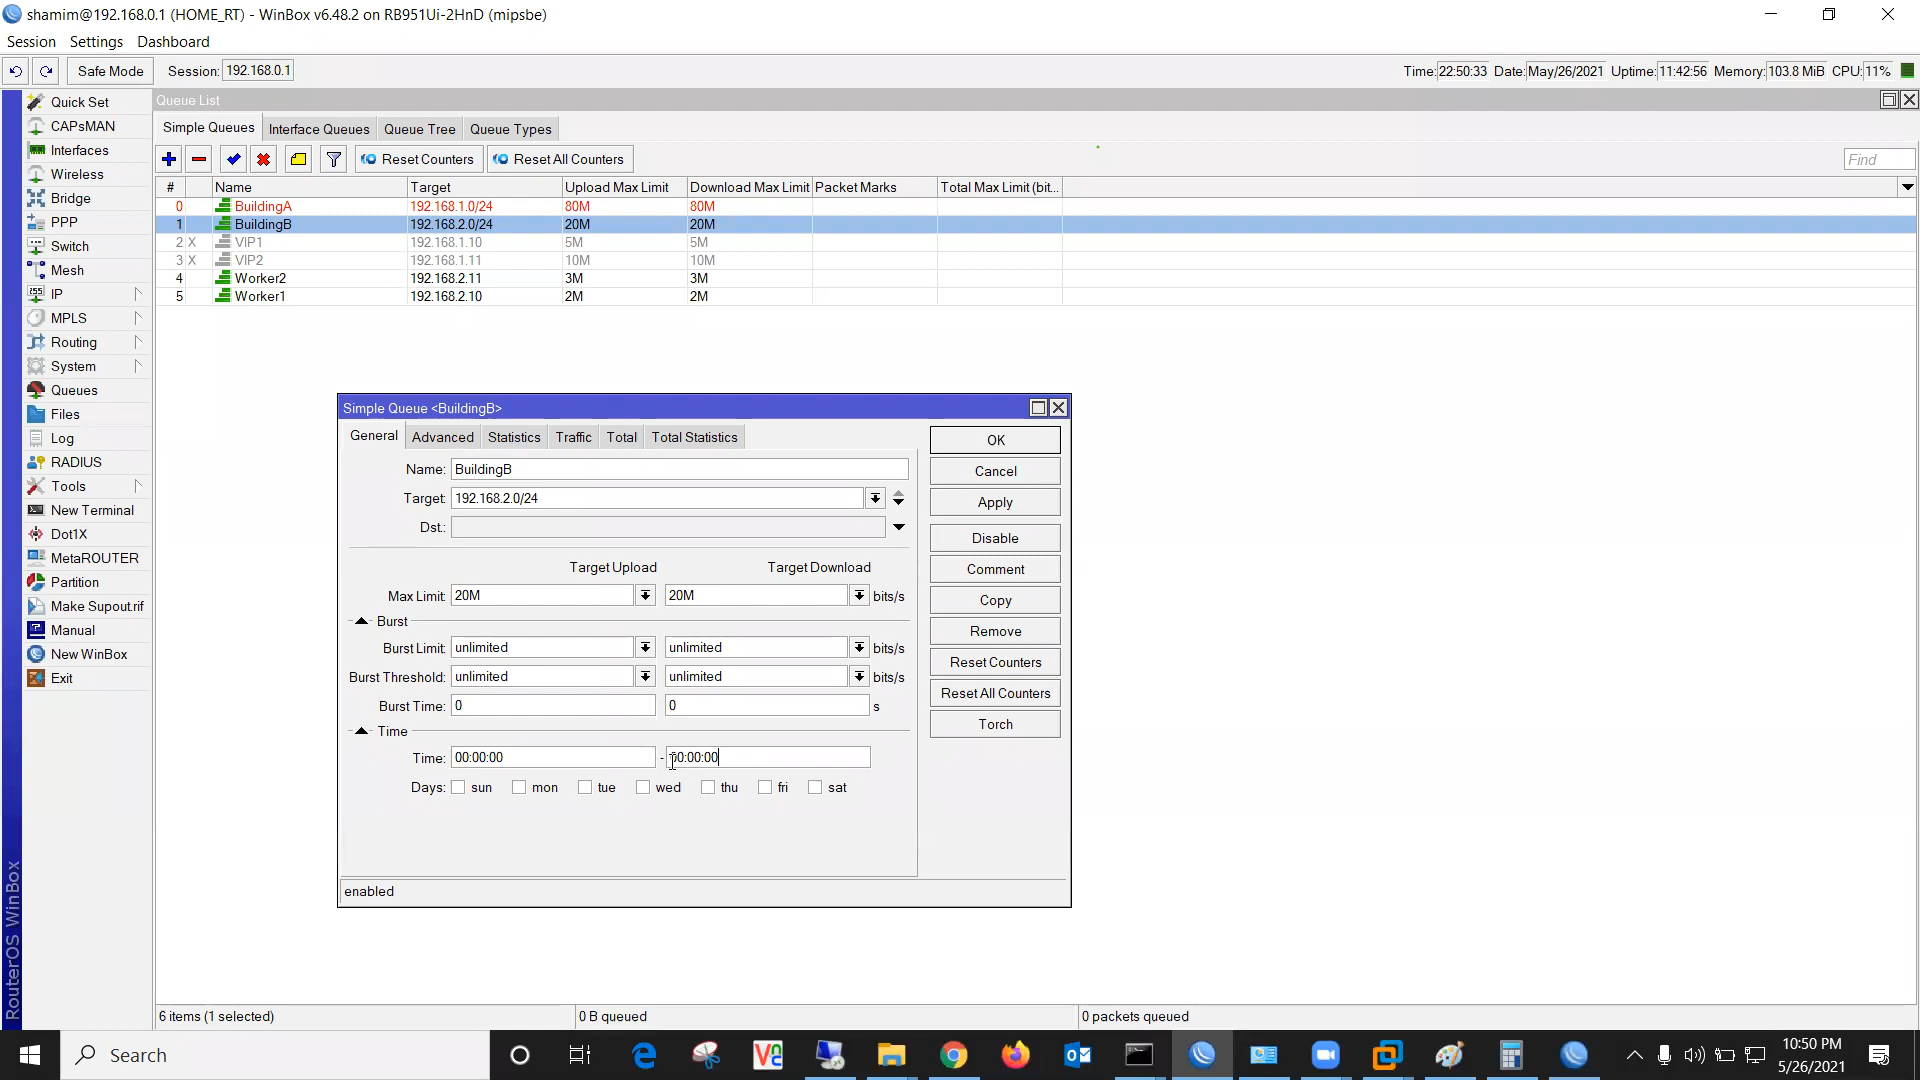 shamim@192.168.0.1 (HOME_RT) - WinBox v6.48.2 on RB951Ui-2HnD (mipsbe)
Session Settings Dashboard
Safe Mode Session: 192.168.0.1 Time: 22:50:33 Date: May/26/2021 Uptime: 11:42:56 Memory: 103.8 MiB CPU: 11%
Quick Set
CAPsMAN
Interfaces
Wireless
Bridge
PPP
Switch
Mesh
IP
MPLS
Routing
System
Queues
Files
Log
RADIUS
Tools
New Terminal
Dot1X
MetaROUTER
Partition
Make Supout.rif
Manual
New WinBox
Exit
RouterOS WinBox
Queue List
Simple Queues Interface Queues Queue Tree Queue Types
Reset Counters Reset All Counters Find
# Name Target Upload Max Limit Download Max Limit Packet Marks Total Max Limit (bit...
0 BuildingA 192.168.1.0/24 80M 80M
1 BuildingB 192.168.2.0/24 20M 20M
2 X VIP1 192.168.1.10 5M 5M
3 X VIP2 192.168.1.11 10M 10M
4 Worker2 192.168.2.11 3M 3M
5 Worker1 192.168.2.10 2M 2M
Simple Queue <BuildingB>
General Advanced Statistics Traffic Total Total Statistics
Name: BuildingB
Target: 192.168.2.0/24
Dst.:
Target Upload Target Download
Max Limit: 20M 20M bits/s
Burst
Burst Limit: unlimited unlimited bits/s
Burst Threshold: unlimited unlimited bits/s
Burst Time: 0 0 s
Time
Time: 00:00:00 - 00:00:00
Days: sun mon tue wed thu fri sat
enabled
OK
Cancel
Apply
Disable
Comment
Copy
Remove
Reset Counters
Reset All Counters
Torch
6 items (1 selected) 0 B queued 0 packets queued
Search
10:50 PM
5/26/2021